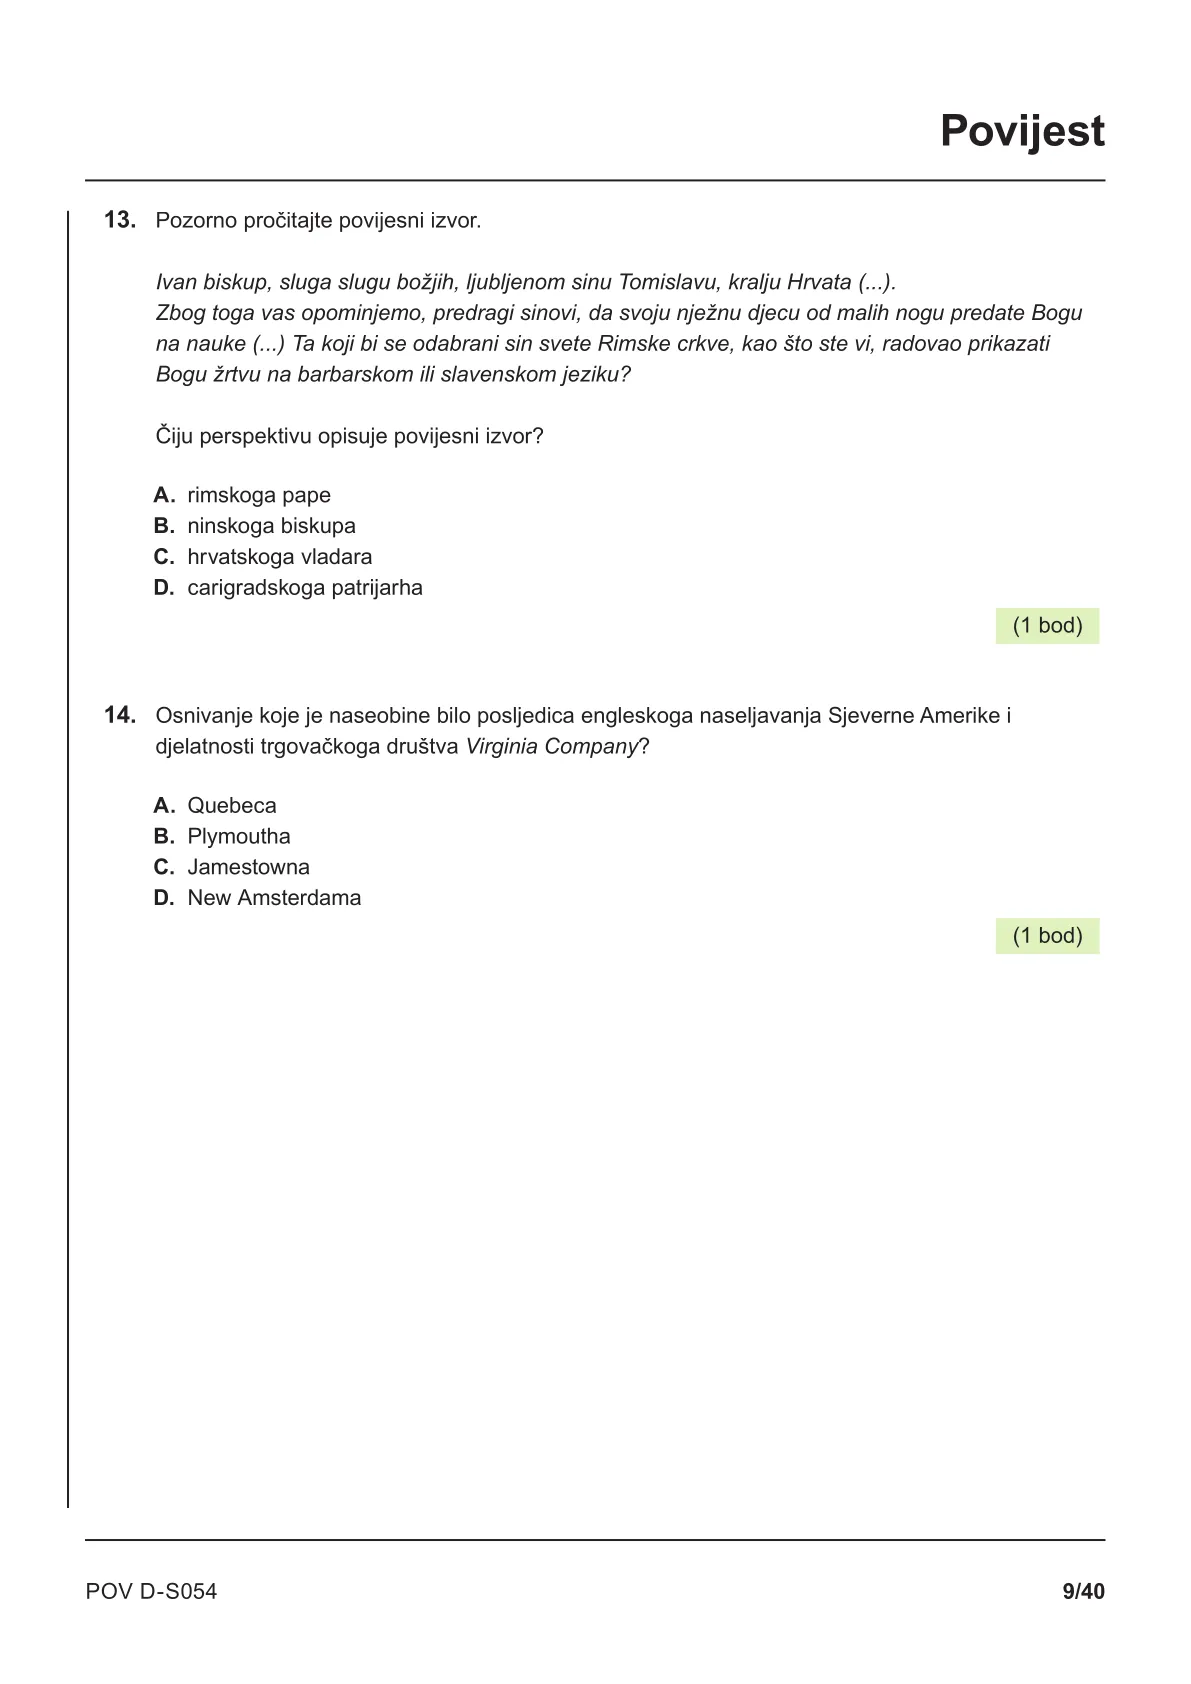 Povijest
13. Pozorno pročitajte povijesni izvor.
Ivan biskup, sluga slugu božjih, ljubljenom sinu Tomislavu, kralju Hrvata (...).
Zbog toga vas opominjemo, predragi sinovi, da svoju nježnu djecu od malih nogu predate Bogu
na nauke (...) Ta koji bi se odabrani sin svete Rimske crkve, kao što ste vi, radovao prikazati
Bogu žrtvu na barbarskom ili slavenskom jeziku?
Čiju perspektivu opisuje povijesni izvor?
A. rimskoga pape
B. ninskoga biskupa
C. hrvatskoga vladara
D. carigradskoga patrijarha
(1 bod)
14. Osnivanje koje je naseobine bilo posljedica engleskoga naseljavanja Sjeverne Amerike i
djelatnosti trgovačkoga društva Virginia Company?
A. Quebeca
B. Plymoutha
C. Jamestowna
D. New Amsterdama
(1 bod)
POV D-S054
9/40